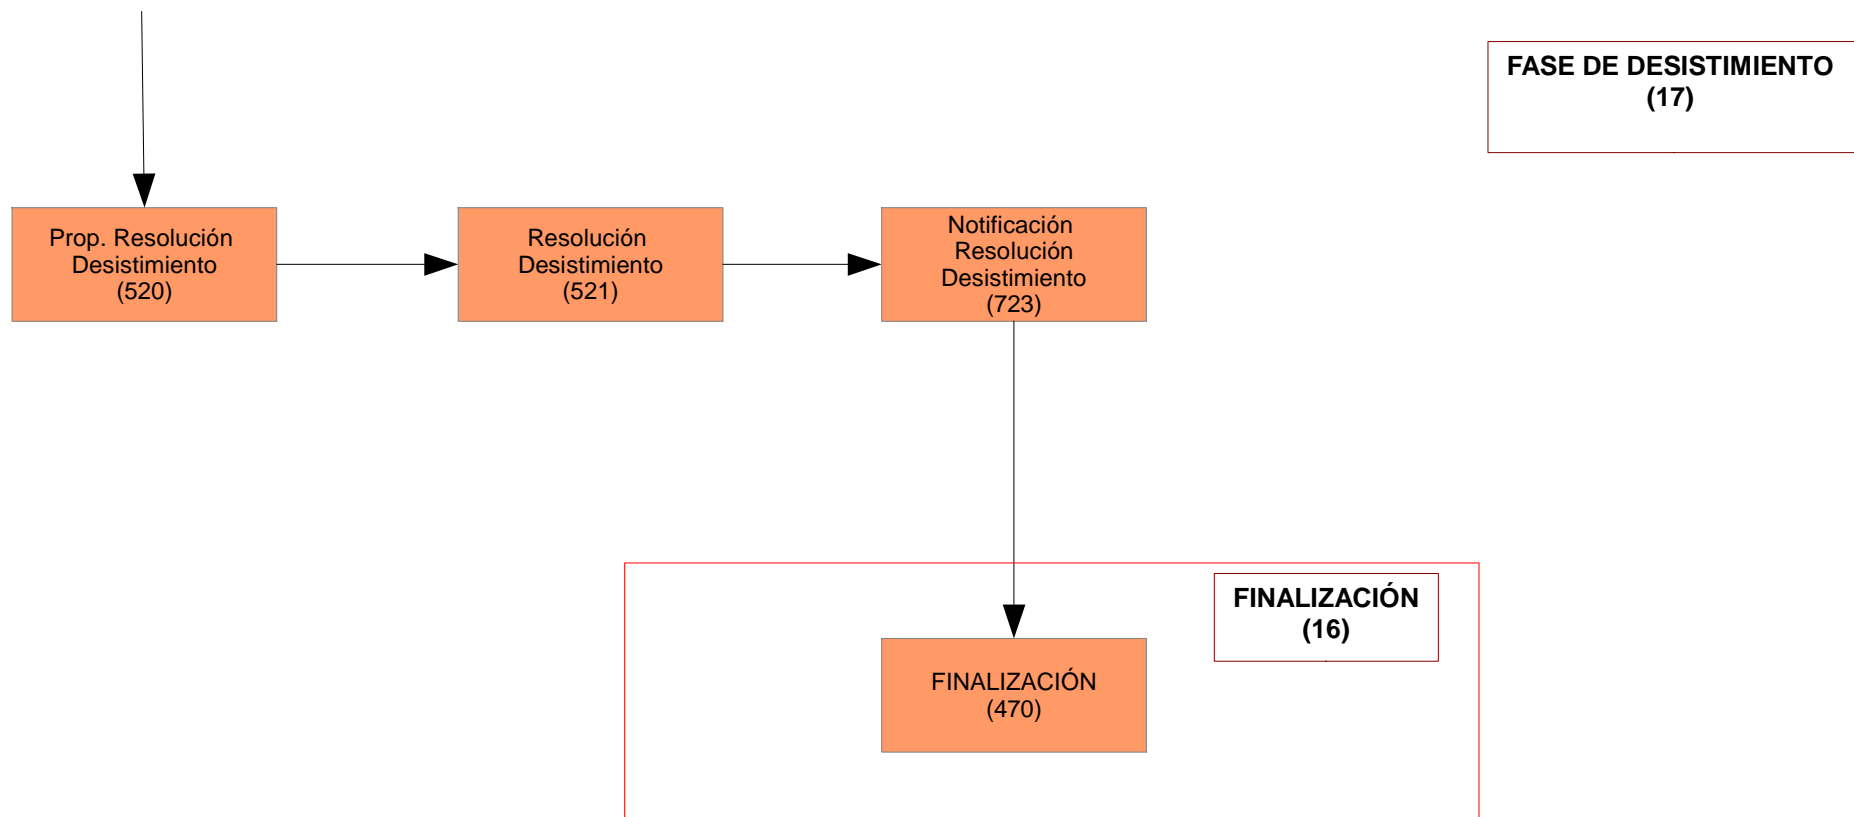 FASE DE DESISTIMIENTO
(17)
Prop. Resolución
Desistimiento
(520)
Resolución
Desistimiento
(521)
Notificación
Resolución
Desistimiento
(723)
FINALIZACIÓN
(16)
FINALIZACIÓN
(470)